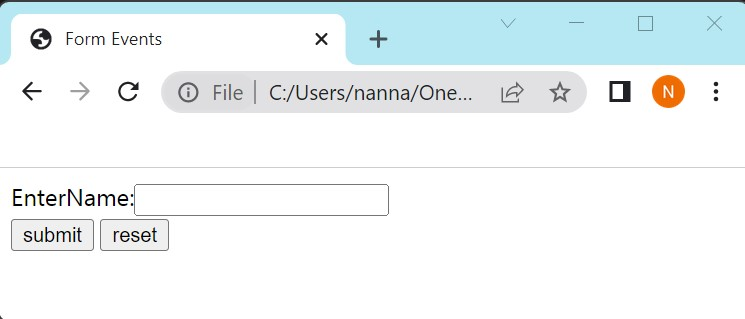 Form Events
File C:/Users/nanna/One...
N
EnterName:
submit reset